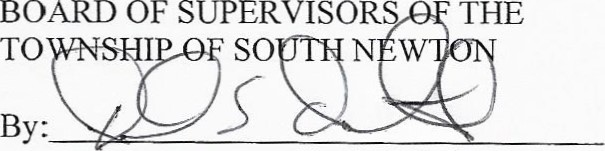 BOARD OF SUPERVISORS OF THE
TOWNSHIP OF SOUTH NEWTON
By: